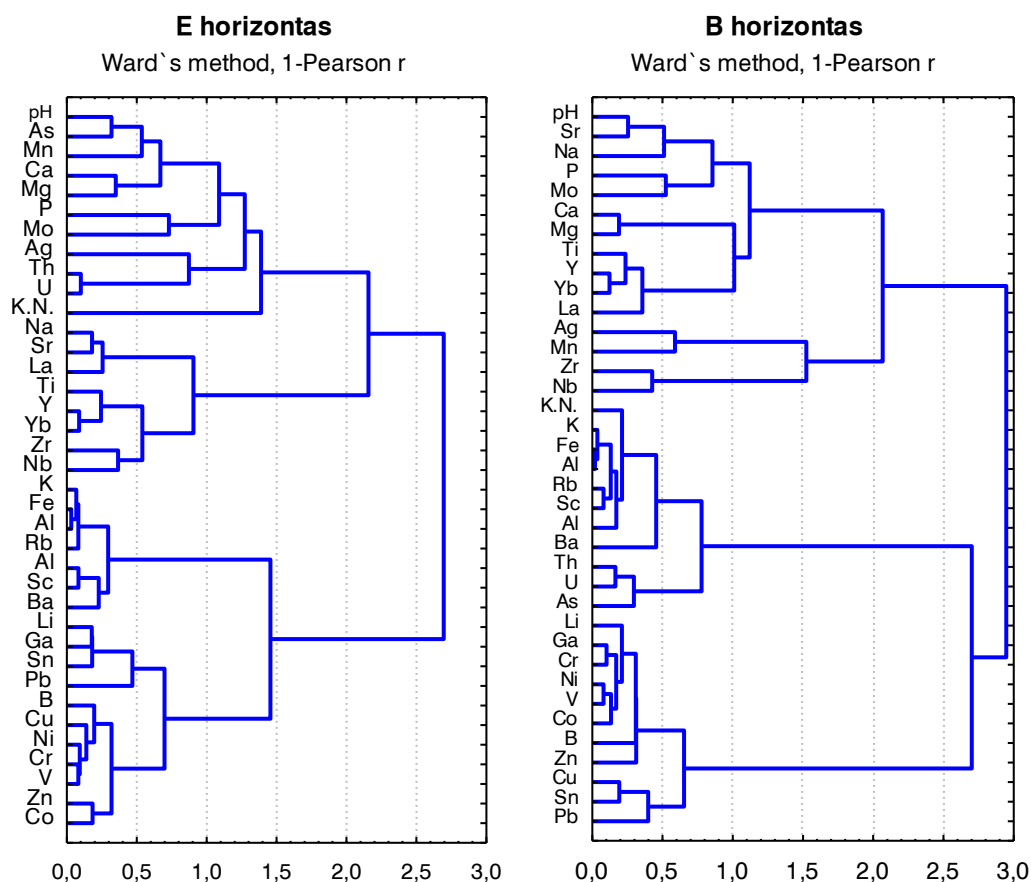 E horizontas
Ward`s method, 1-Pearson r
pH
As
Mn
Ca
Mg
P
Mo
Ag
Th
U
K.N.
Na
Sr
La
Ti
Y
Yb
Zr
Nb
K
Fe
Al
Rb
Al
Sc
Ba
Li
Ga
Sn
Pb
B
Cu
Ni
Cr
V
Zn
Co
0,0 0,5 1,0 1,5 2,0 2,5 3,0
B horizontas
Ward`s method, 1-Pearson r
pH
Sr
Na
P
Mo
Ca
Mg
Ti
Y
Yb
La
Ag
Mn
Zr
Nb
K.N.
K
Fe
Al
Rb
Sc
Al
Ba
Th
U
As
Li
Ga
Cr
Ni
V
Co
B
Zn
Cu
Sn
Pb
0,0 0,5 1,0 1,5 2,0 2,5 3,0